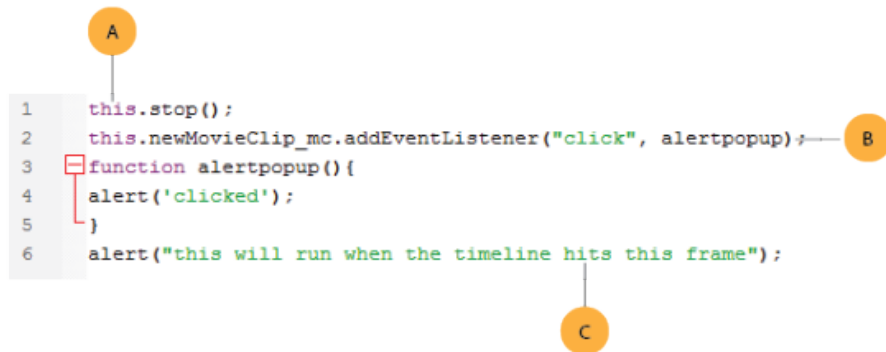 A
1 this.stop();
2 this.newMovieClip_mc.addEventListener("click", alertpopup);
B
3 function alertpopup(){
4 alert('clicked');
5 }
6 alert("this will run when the timeline hits this frame");
C